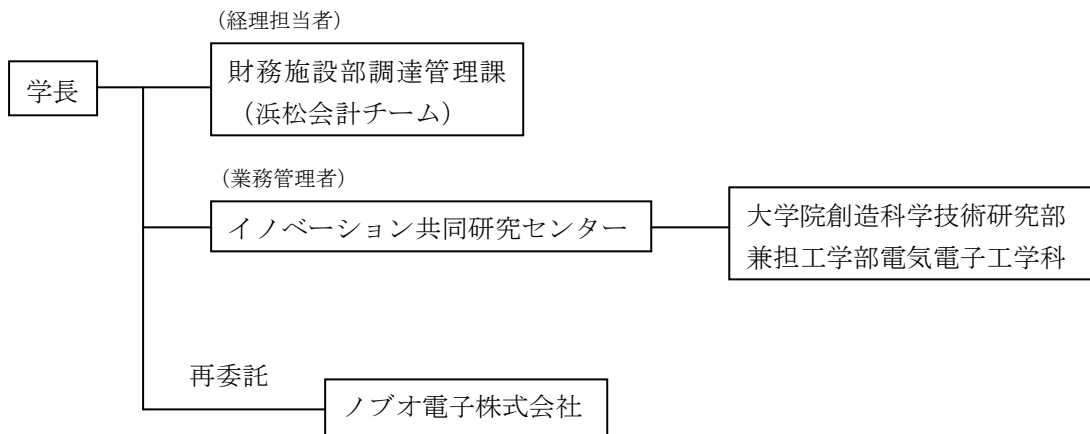 （経理担当者）
学長
財務施設部調達管理課
（浜松会計チーム）
（業務管理者）
イノベーション共同研究センター
大学院創造科学技術研究部
兼担工学部電気電子工学科
再委託
ノブオ電子株式会社